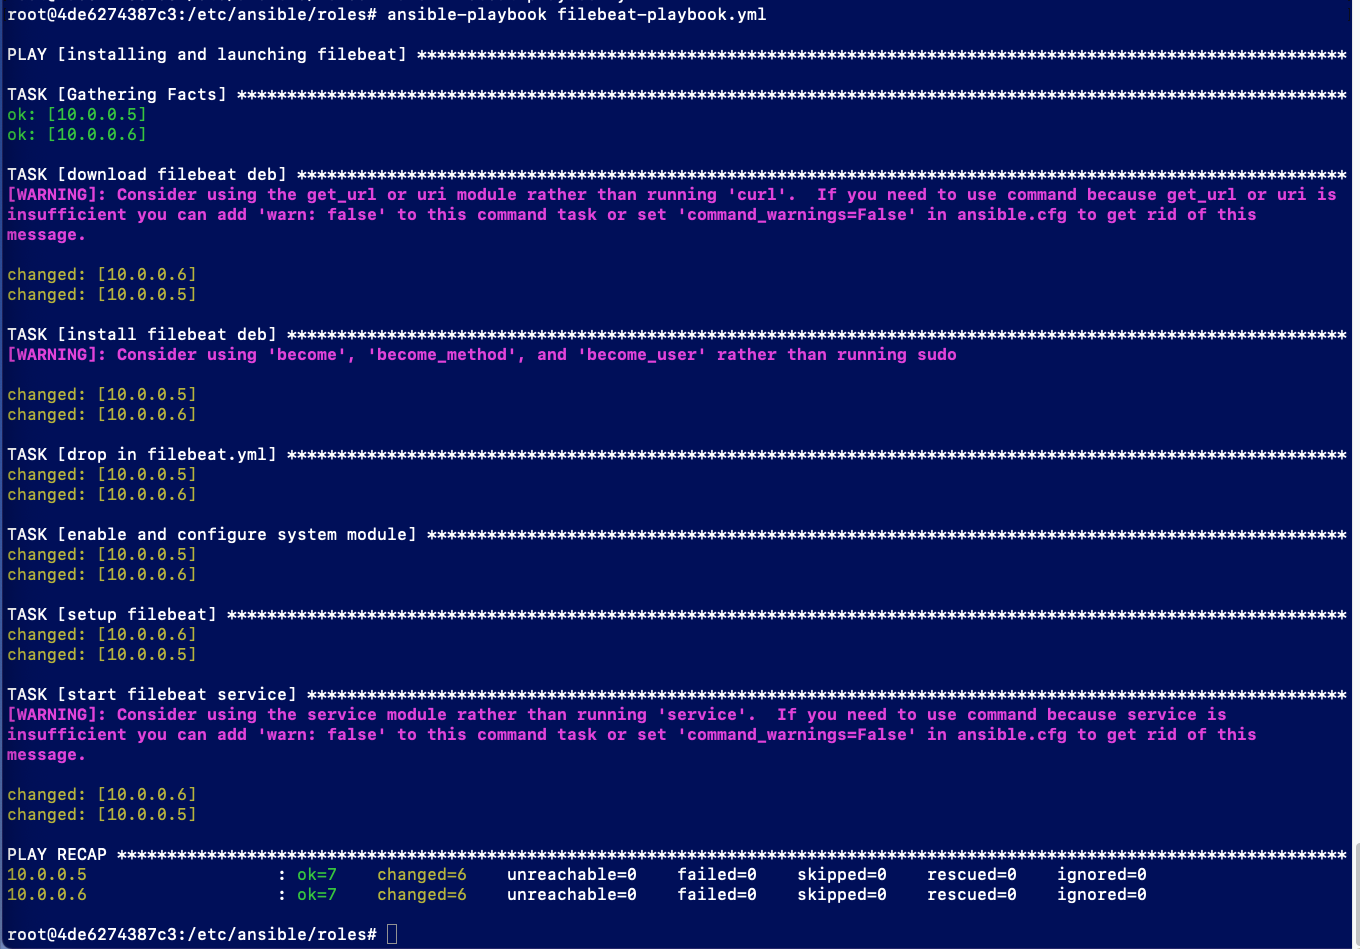 root@4de6274387c3:/etc/ansible/roles# ansible-playbook filebeat-playbook.yml
PLAY [installing and launching filebeat] *********************************************************************************************
TASK [Gathering Facts] ***************************************************************************************************************
ok: [10.0.0.5]
ok: [10.0.0.6]
TASK [download filebeat deb] *********************************************************************************************************
[WARNING]: Consider using the get_url or uri module rather than running 'curl'.  If you need to use command because get_url or uri is
insufficient you can add 'warn: false' to this command task or set 'command_warnings=False' in ansible.cfg to get rid of this
message.
changed: [10.0.0.6]
changed: [10.0.0.5]
TASK [install filebeat deb] **********************************************************************************************************
[WARNING]: Consider using 'become', 'become_method', and 'become_user' rather than running sudo
changed: [10.0.0.5]
changed: [10.0.0.6]
TASK [drop in filebeat.yml] **********************************************************************************************************
changed: [10.0.0.5]
changed: [10.0.0.6]
TASK [enable and configure system module] ********************************************************************************************
changed: [10.0.0.5]
changed: [10.0.0.6]
TASK [setup filebeat] ****************************************************************************************************************
changed: [10.0.0.6]
changed: [10.0.0.5]
TASK [start filebeat service] ********************************************************************************************************
[WARNING]: Consider using the service module rather than running 'service'.  If you need to use command because service is
insufficient you can add 'warn: false' to this command task or set 'command_warnings=False' in ansible.cfg to get rid of this
message.
changed: [10.0.0.6]
changed: [10.0.0.5]
PLAY RECAP ***************************************************************************************************************************
10.0.0.5                   : ok=7    changed=6    unreachable=0    failed=0    skipped=0    rescued=0    ignored=0
10.0.0.6                   : ok=7    changed=6    unreachable=0    failed=0    skipped=0    rescued=0    ignored=0
root@4de6274387c3:/etc/ansible/roles#